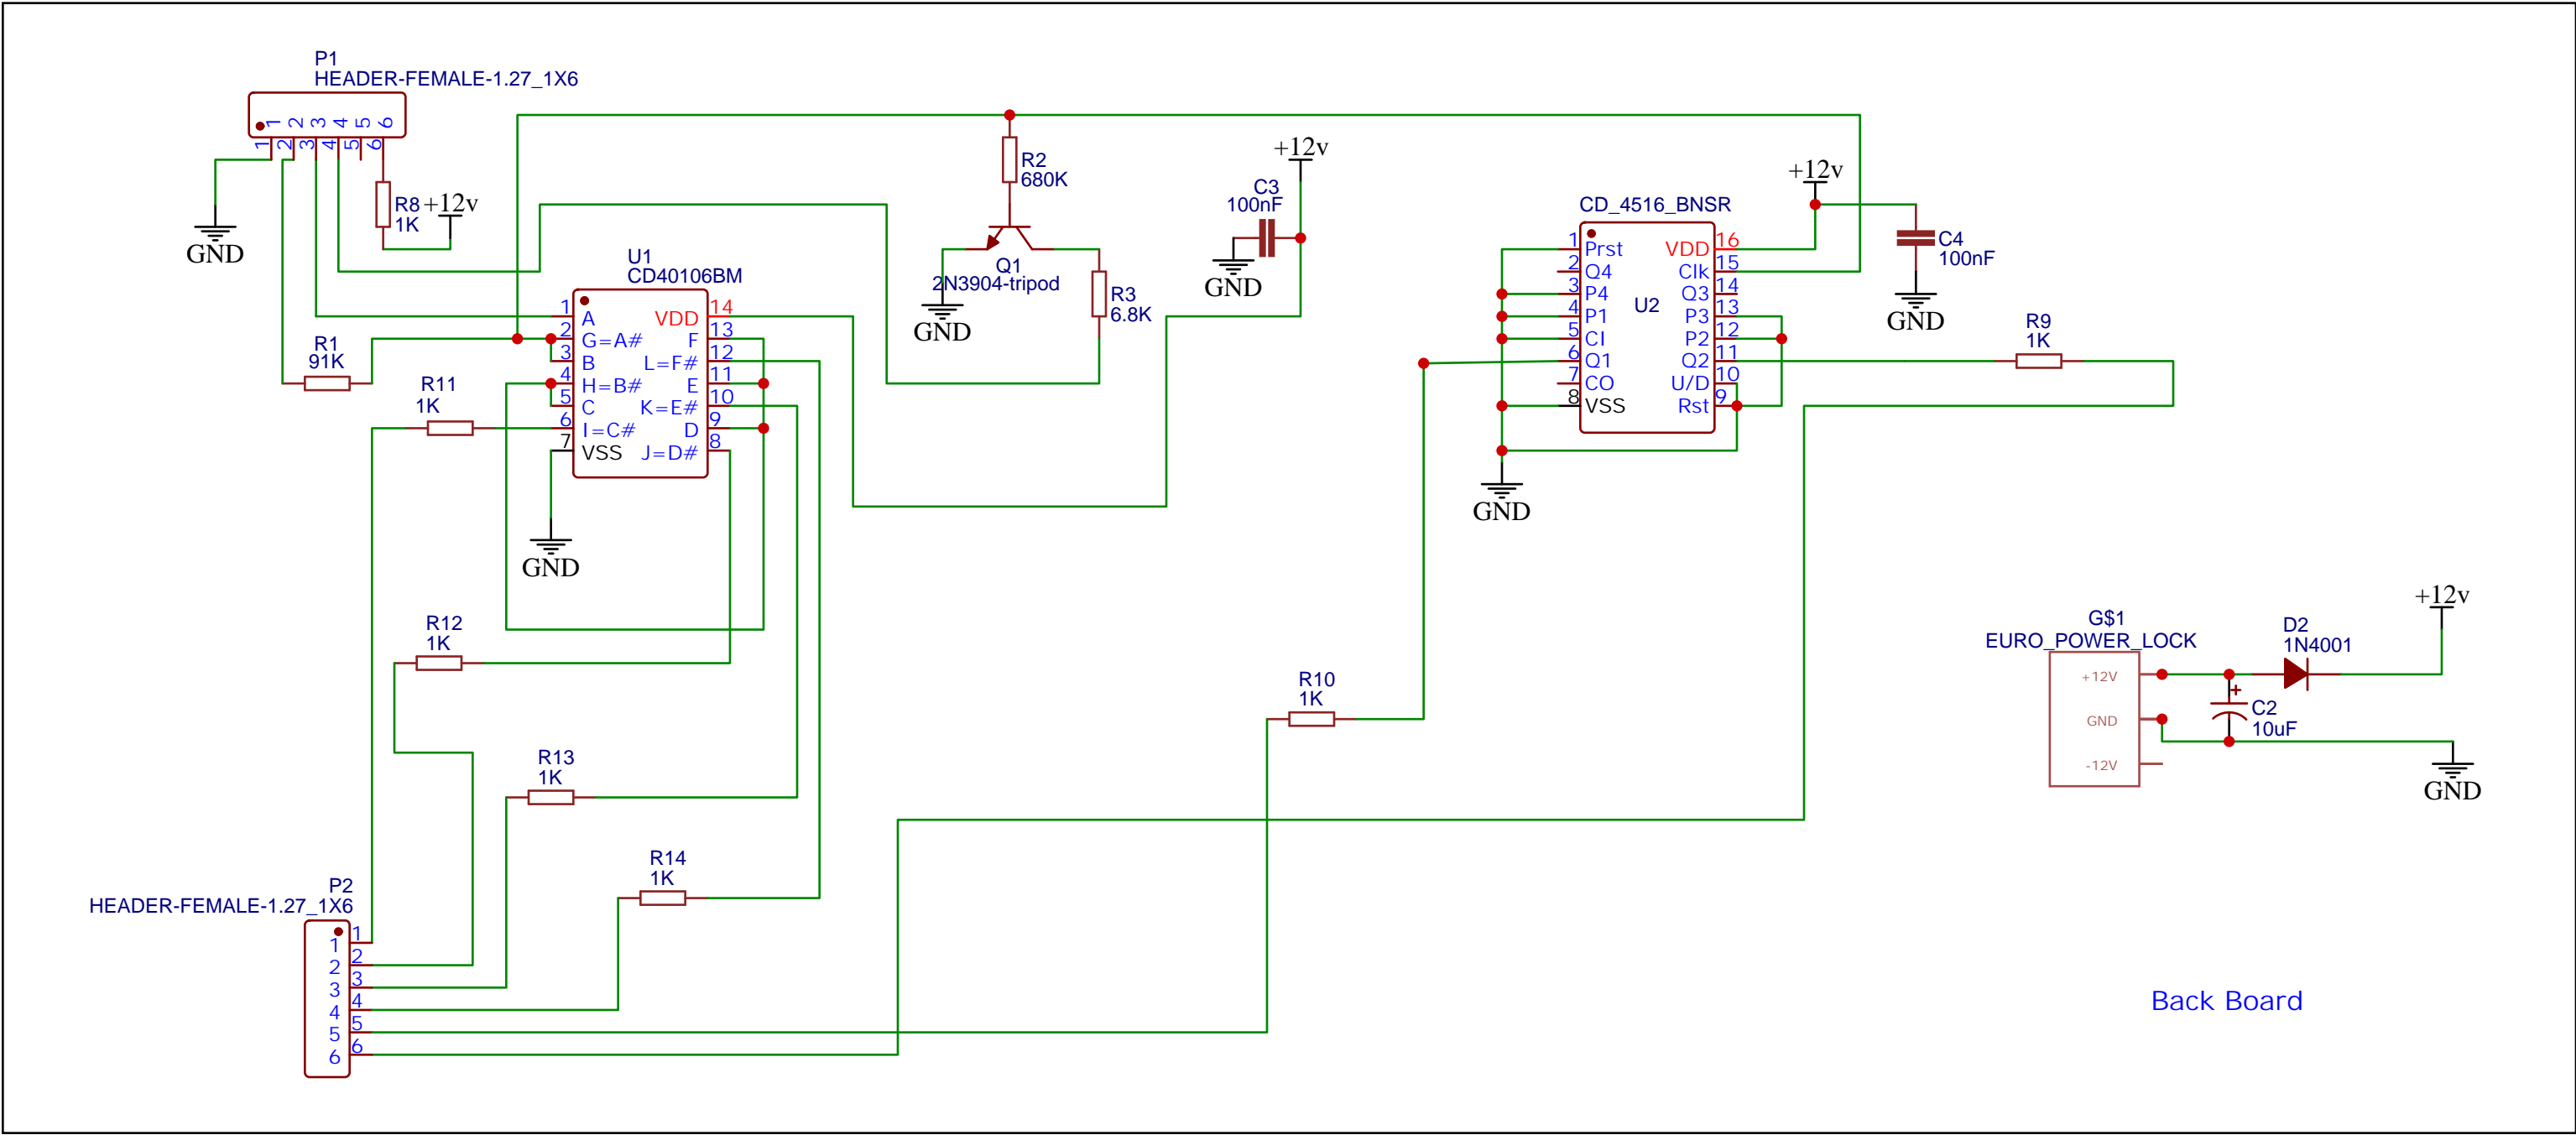 P1
HEADER-FEMALE-1.27_1X6
1 2 3 4 5 6
1 2 3 4 5 6
GND
R8
1K
+12v
R1
91K
R11
1K
U1
CD40106BM
1 A
2 G=A#
3 B
4 H=B#
5 C
6 I=C#
7 VSS
VDD 14
F 13
L=F# 12
E 11
K=E# 10
D 9
J=D# 8
GND
R2
680K
Q1
2N3904-tripod
GND
R3
6.8K
+12v
C3
100nF
GND
CD_4516_BNSR
U2
1 Prst
2 Q4
3 P4
4 P1
5 CI
6 Q1
7 CO
8 VSS
VDD 16
Clk 15
Q3 14
P3 13
P2 12
Q2 11
U/D 10
Rst 9
GND
+12v
C4
100nF
GND
R9
1K
R12
1K
R13
1K
R14
1K
R10
1K
P2
HEADER-FEMALE-1.27_1X6
1 1
2 2
3 3
4 4
5 5
6 6
G$1
EURO_POWER_LOCK
+12V
GND
-12V
+
C2
10uF
D2
1N4001
+12v
GND
Back Board